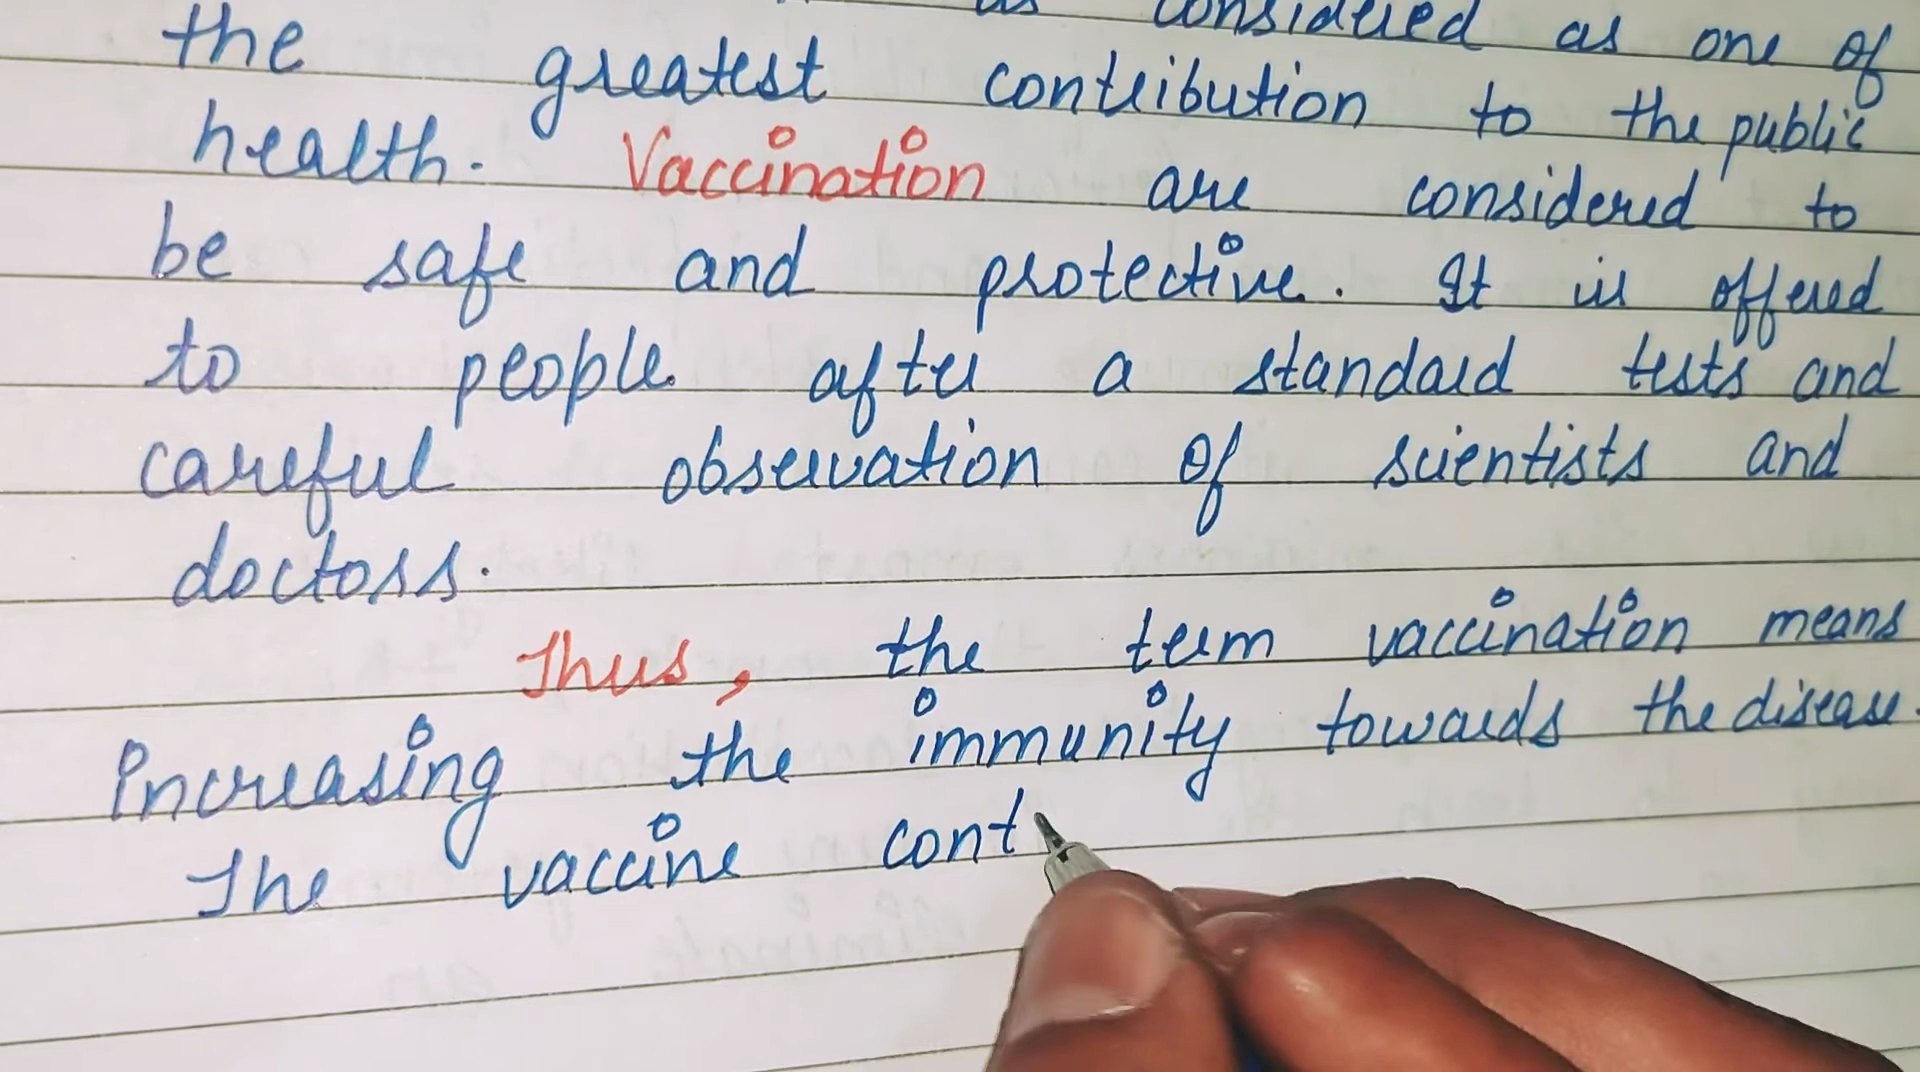 considered as one of
the greatest contribution to the public
health. Vaccination are considered to
be safe and protective. It is offered
to people after a standard tests and
careful observation of scientists and
doctors.
Thus, the term vaccination means
Increasing the immunity towards the disease.
The vaccine cont